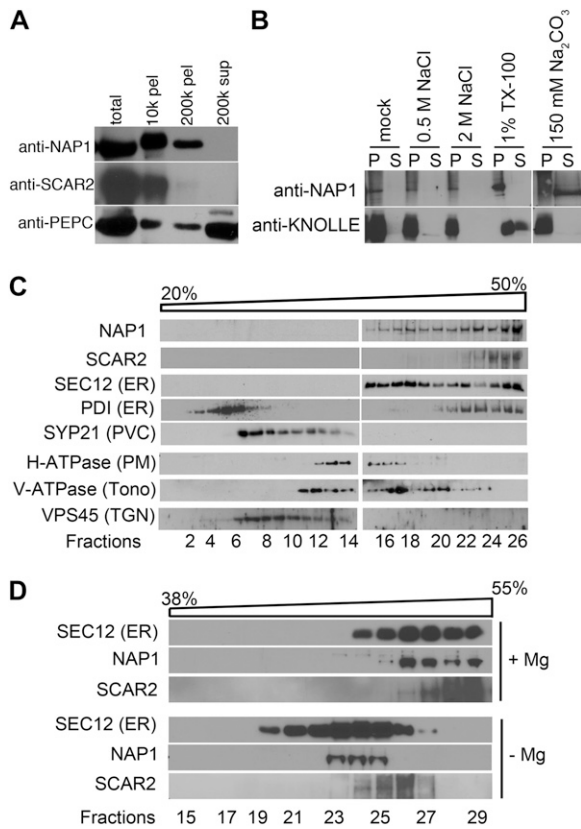 A
total 10k pel 200k pel 200k sup
anti-NAP1
anti-SCAR2
anti-PEPC
B
mock 0.5 M NaCl 2 M NaCl 1% TX-100 150 mM Na₂CO₃
P S P S P S P S P S
anti-NAP1
anti-KNOLLE
C
20% 50%
NAP1
SCAR2
SEC12 (ER)
PDI (ER)
SYP21 (PVC)
H-ATPase (PM)
V-ATPase (Tono)
VPS45 (TGN)
Fractions 2 4 6 8 10 12 14 16 18 20 22 24 26
D
38% 55%
SEC12 (ER)
NAP1
SCAR2
+ Mg
SEC12 (ER)
NAP1
SCAR2
- Mg
Fractions 15 17 19 21 23 25 27 29